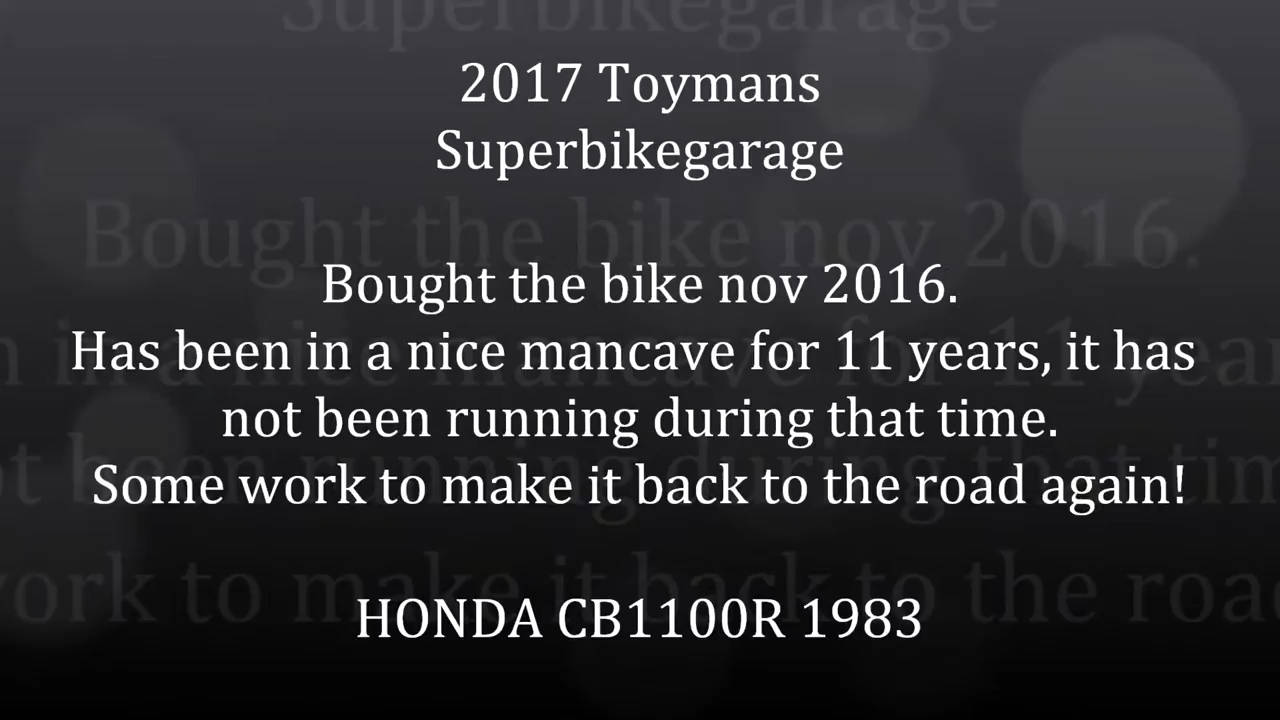 2017 Toymans
Superbikegarage
Bought the bike nov 2016.
Has been in a nice mancave for 11 years, it has
not been running during that time.
Some work to make it back to the road again!
HONDA CB1100R 1983